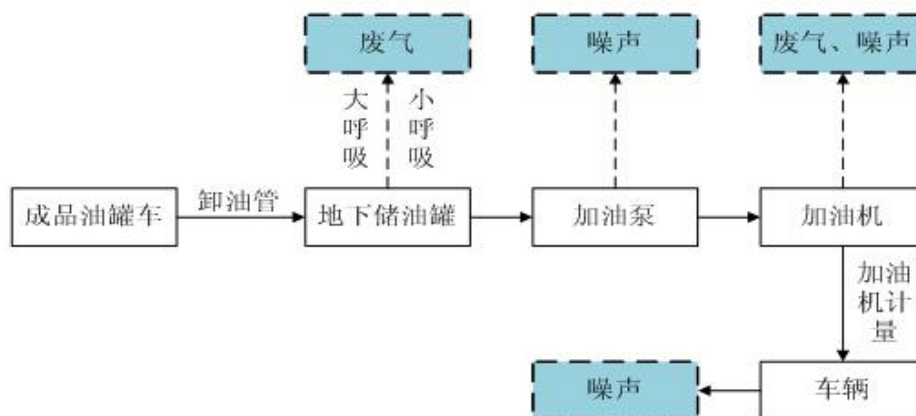 废气
噪声
废气、噪声
大呼吸
小呼吸
成品油罐车
卸油管
地下储油罐
加油泵
加油机
加油
机计
量
噪声
车辆